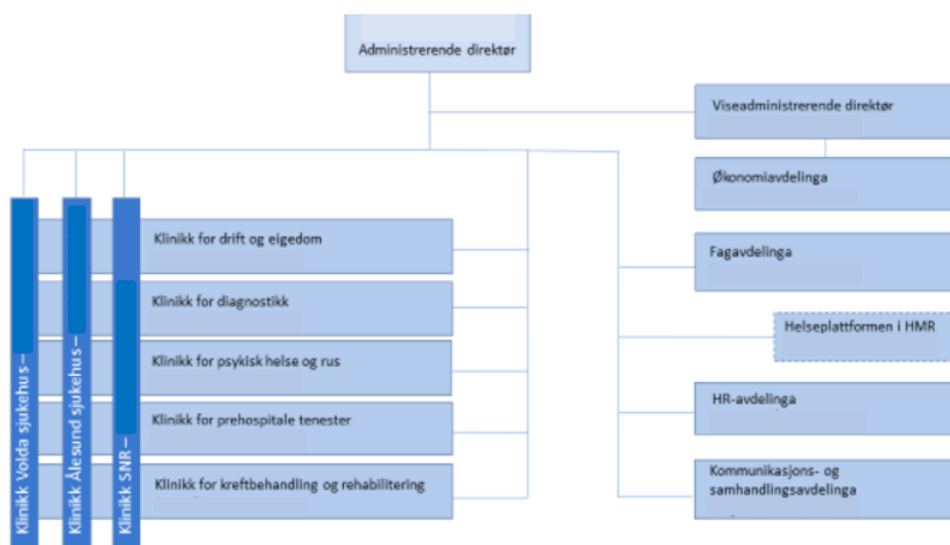 Administrerende direktør
Viseadministrerende direktør
Økonomiavdelinga
Fagavdelinga
Helseplattformen i HMR
HR-avdelinga
Kommunikasjons- og
samhandlingsavdelinga
Klinikk for drift og eigedom
Klinikk for diagnostikk
Klinikk for psykisk helse og rus
Klinikk for prehospitale tenester
Klinikk for kreftbehandling og rehabilitering
Klinikk Volda sjukehus–
Klinikk Ålesund sjukehus–
Klinikk SNR–